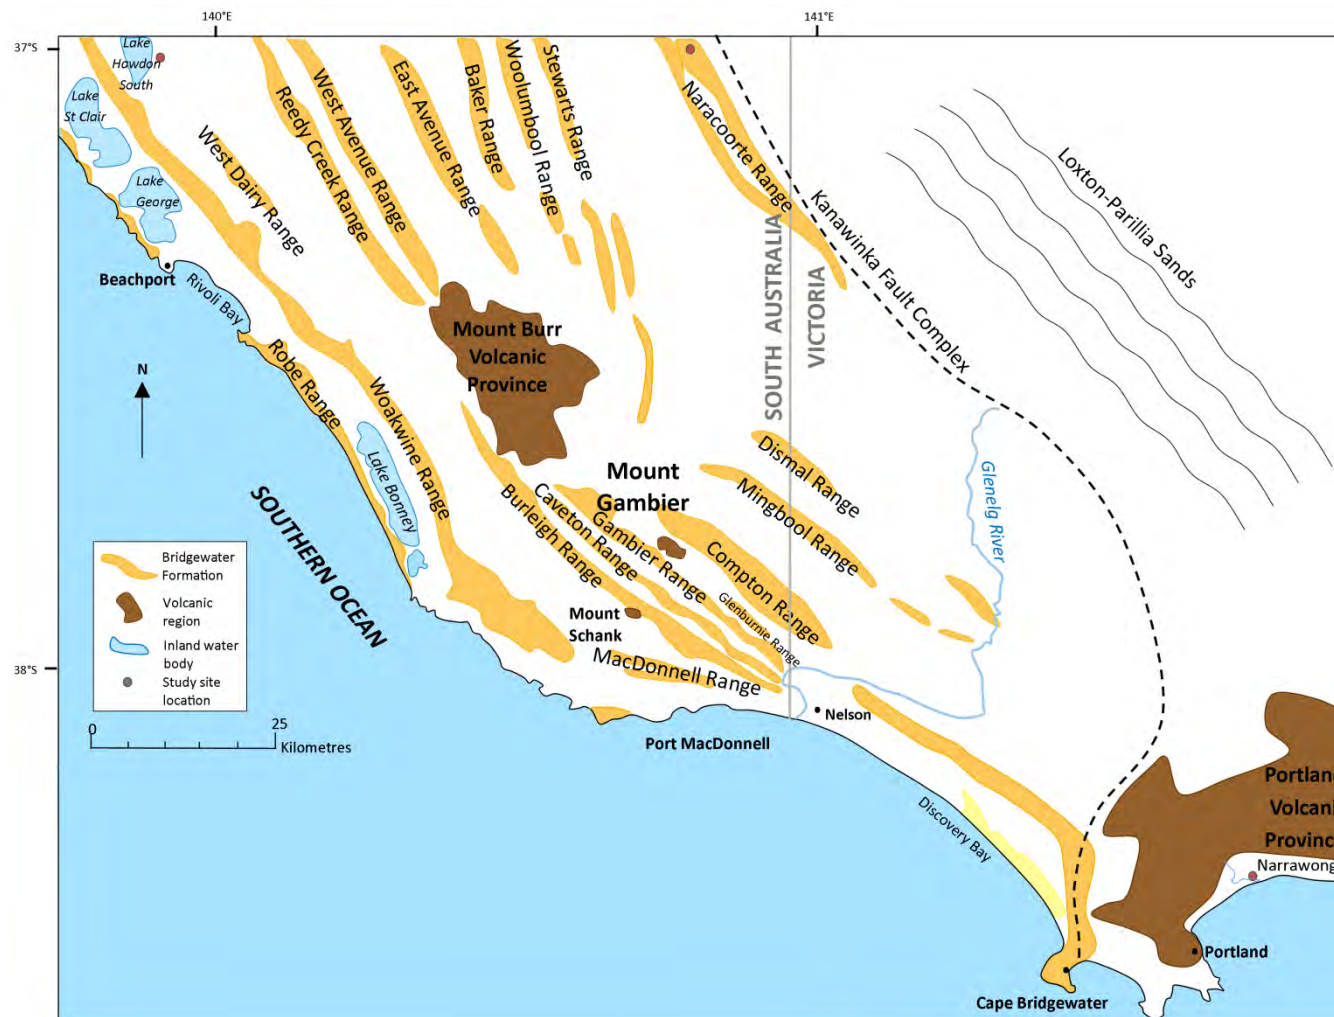 140°E
141°E
37°S
38°S
Lake
Hawdon
South
Lake
St Clair
Lake
George
Beachport
Rivoli Bay
West Dairy Range
Reedy Creek Range
West Avenue Range
East Avenue Range
Baker Range
Woolumbool Range
Stewarts Range
Naracoorte Range
Kanawinka Fault Complex
Loxton-Parillia Sands
SOUTH AUSTRALIA
VICTORIA
N
Mount Burr
Volcanic
Province
Robe Range
Woakwine Range
Lake Bonney
SOUTHERN OCEAN
Mount
Gambier
Dismal Range
Mingbool Range
Glenelg River
Burleigh Range
Caveton Range
Gambier Range
Compton Range
Glenburnie Range
Mount
Schank
MacDonnell Range
Nelson
Port MacDonnell
Discovery Bay
Portland
Volcani
Province
Narrawong
Portland
Cape Bridgewater
Bridgewater
Formation
Volcanic
region
Inland water
body
Study site
location
0
25
Kilometres